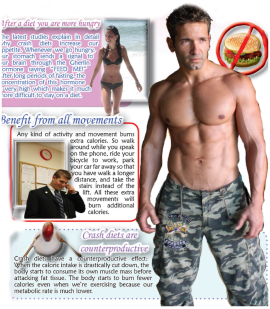 After a diet you are more hungry
The latest studies explain in detail
why crash diets increase our
appetite. Whenever we go hungry,
our stomach sends a signal to
the brain through the Ghrelin
hormone saying "FEED ME!"
After long periods of fasting, the
concentration of this hormone
is very high which makes it much
more difficult to stay on a diet.
Benefit from all movements
Any kind of activity and movement burns
extra calories. So walk
around while you speak
on the phone, ride your
bicycle to work, park
your car far away so that
you have walk a longer
distance, and take the
stairs instead of the
lift. All these extra
movements will
burn additional
calories.
Crash diets are
counterproductive
Crash diets have a counterproductive effect:
When the caloric intake is drastically cut down, the
body starts to consume its own muscle mass before
attacking fat tissue. The body starts to burn fewer
calories even when we're exercising because our
metabolic rate is much lower.